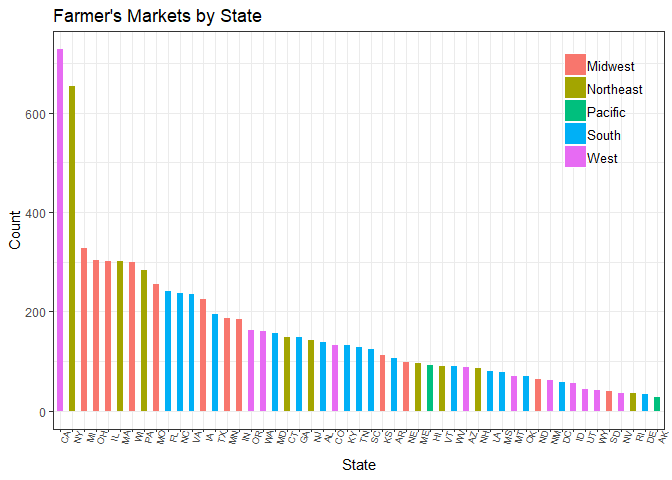 Farmer's Markets by State
Midwest
Northeast
Pacific
South
West
600
400
200
0
Count
CA NY MI OH IL MA WI PA MO FL NC VA IA TX MN IN OR WA MD CT GA NJ AL CO KY TN SC KS AR NE ME HI VT WV AZ NH LA MS MT OK ND NM DC ID UT WY SD NV RI DE AK
State